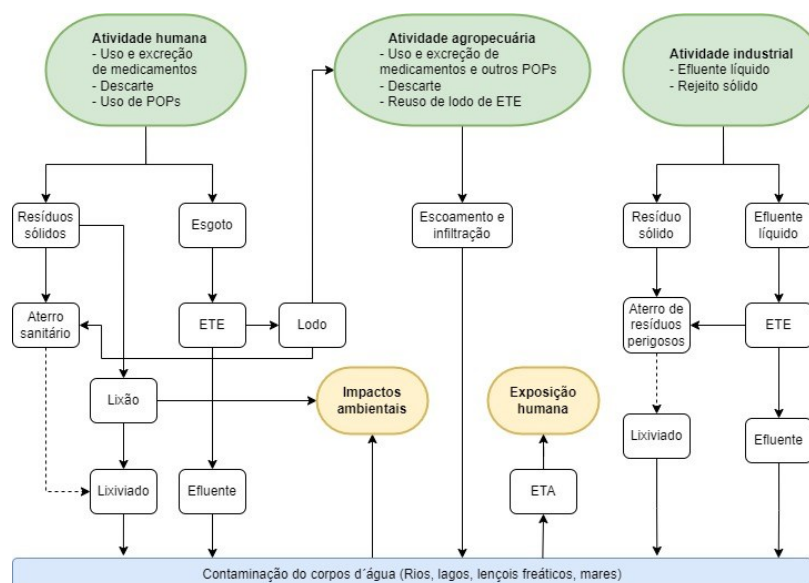 Atividade humana
- Uso e excreção
de medicamentos
- Descarte
- Uso de POPs
Atividade agropecuária
- Uso e excreção de
medicamentos e outros POPs
- Descarte
- Reuso de lodo de ETE
Atividade industrial
- Efluente líquido
- Rejeito sólido
Resíduos
sólidos
Esgoto
Escoamento e
infiltração
Resíduo
sólido
Efluente
líquido
Aterro
sanitário
ETE
Lodo
Aterro de
resíduos
perigosos
ETE
Lixão
Impactos
ambientais
Exposição
humana
Lixiviado
Efluente
Lixiviado
Efluente
ETA
Contaminação do corpos d´água (Rios, lagos, lençois freáticos, mares)